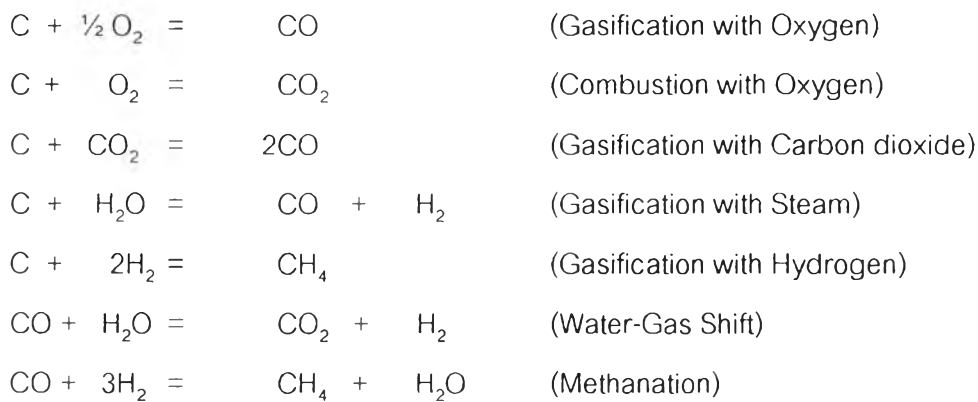 C + ½ O₂ = CO (Gasification with Oxygen)
C + O₂ = CO₂ (Combustion with Oxygen)
C + CO₂ = 2CO (Gasification with Carbon dioxide)
C + H₂O = CO + H₂ (Gasification with Steam)
C + 2H₂ = CH₄ (Gasification with Hydrogen)
CO + H₂O = CO₂ + H₂ (Water-Gas Shift)
CO + 3H₂ = CH₄ + H₂O (Methanation)